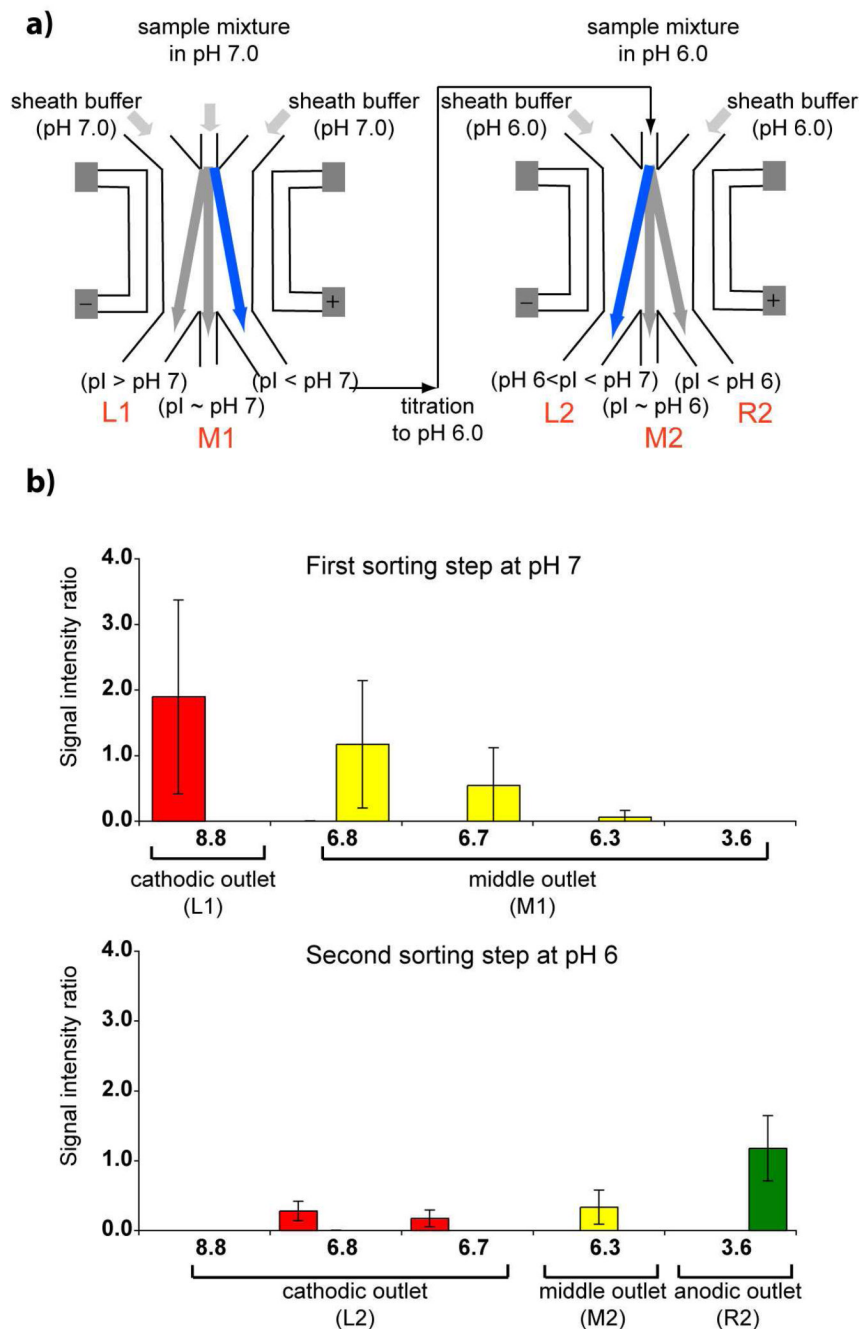 a)
sample mixture
in pH 7.0
sample mixture
in pH 6.0
sheath buffer
(pH 7.0)
sheath buffer
(pH 7.0)
sheath buffer
(pH 6.0)
sheath buffer
(pH 6.0)
–
+
–
+
(pI > pH 7)
(pI ~ pH 7)
(pI < pH 7)
L1
M1
titration
to pH 6.0
(pH 6<pI < pH 7)
(pI ~ pH 6)
(pI < pH 6)
L2
M2
R2
b)
First sorting step at pH 7
Signal intensity ratio
4.0
3.0
2.0
1.0
0.0
8.8 6.8 6.7 6.3 3.6
cathodic outlet
(L1)
middle outlet
(M1)
Second sorting step at pH 6
Signal intensity ratio
4.0
3.0
2.0
1.0
0.0
8.8 6.8 6.7 6.3 3.6
cathodic outlet
(L2)
middle outlet
(M2)
anodic outlet
(R2)